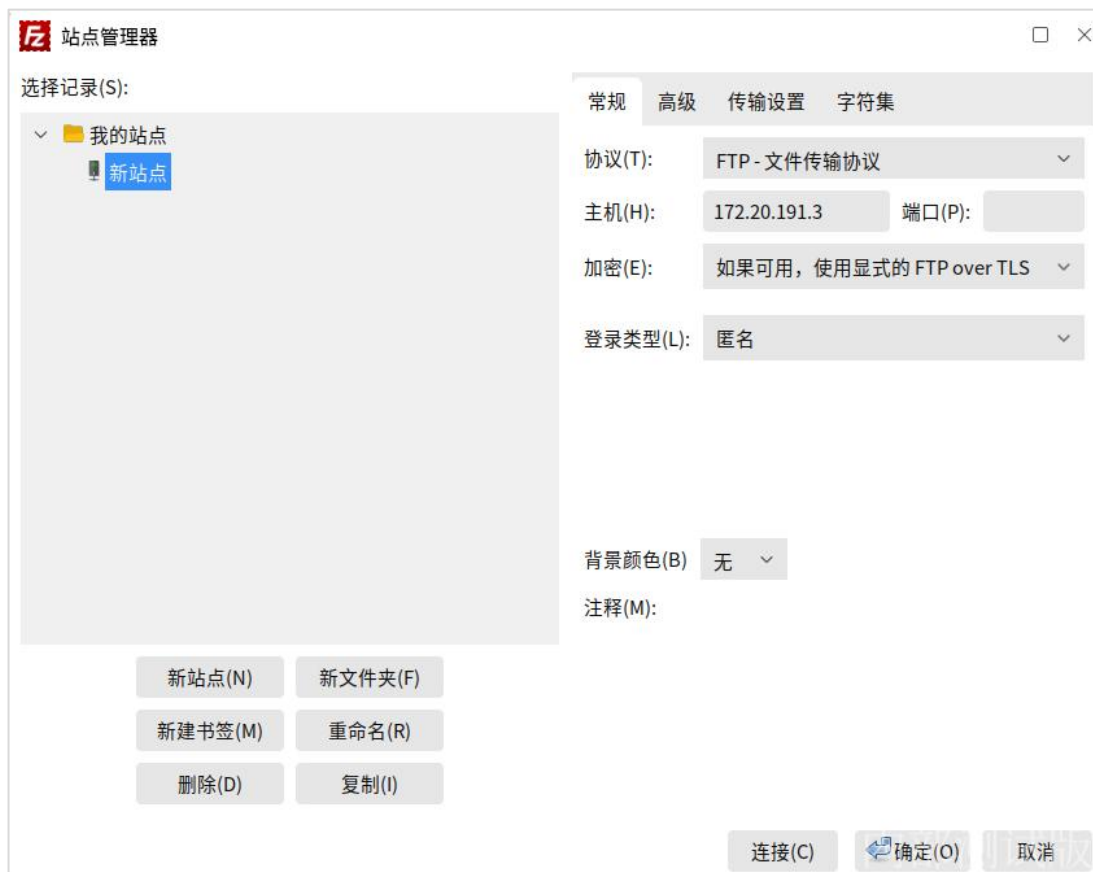 站点管理器
选择记录(S):
我的站点
新站点
常规 高级 传输设置 字符集
协议(T): FTP - 文件传输协议
主机(H): 172.20.191.3 端口(P):
加密(E): 如果可用，使用显式的 FTP over TLS
登录类型(L): 匿名
背景颜色(B) 无
注释(M):
新站点(N) 新文件夹(F)
新建书签(M) 重命名(R)
删除(D) 复制(I)
连接(C) 确定(O) 取消